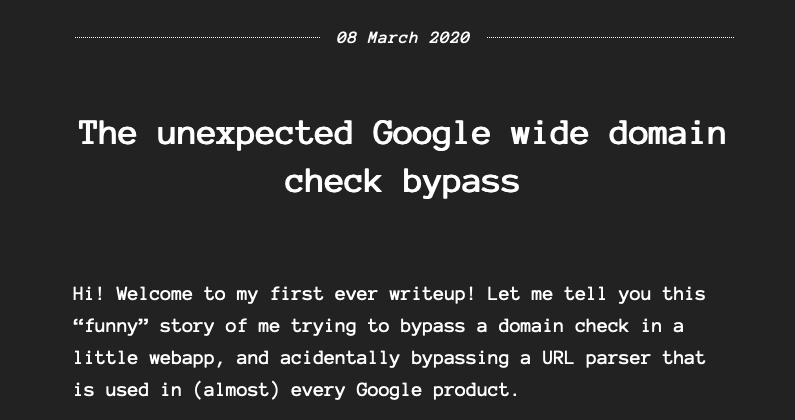 08 March 2020
The unexpected Google wide domain
check bypass
Hi! Welcome to my first ever writeup! Let me tell you this
“funny” story of me trying to bypass a domain check in a
little webapp, and acidentally bypassing a URL parser that
is used in (almost) every Google product.